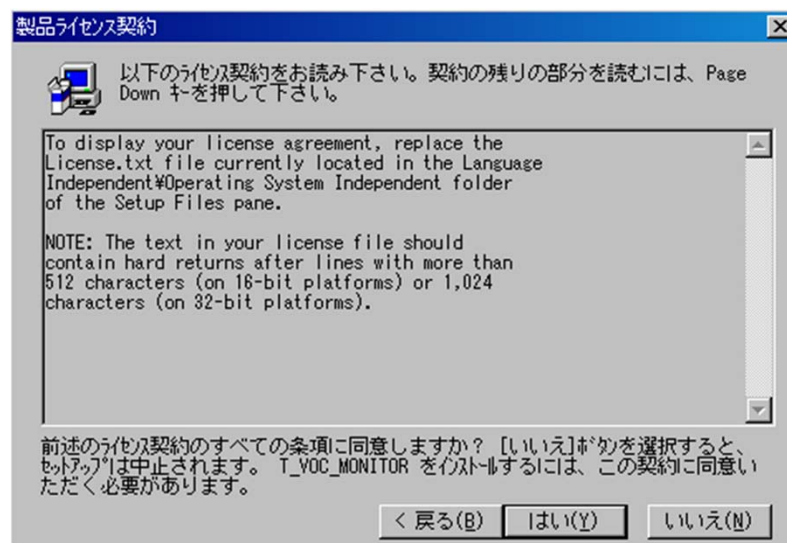 製品ライセンス契約
以下のﾗｲｾﾝｽ契約をお読み下さい。契約の残りの部分を読むには、Page
Down ｷｰを押して下さい。
To display your license agreement, replace the
License.txt file currently located in the Language
Independent¥Operating System Independent folder
of the Setup Files pane.
NOTE: The text in your license file should
contain hard returns after lines with more than
512 characters (on 16-bit platforms) or 1,024
characters (on 32-bit platforms).
前述のﾗｲｾﾝｽ契約のすべての条項に同意しますか？ [いいえ]ﾎﾞﾀﾝを選択すると、
ｾｯﾄｱｯﾌﾟは中止されます。 T_VOC_MONITOR をｲﾝｽﾄｰﾙするには、この契約に同意い
ただく必要があります。
< 戻る(B) はい(Y) いいえ(N)